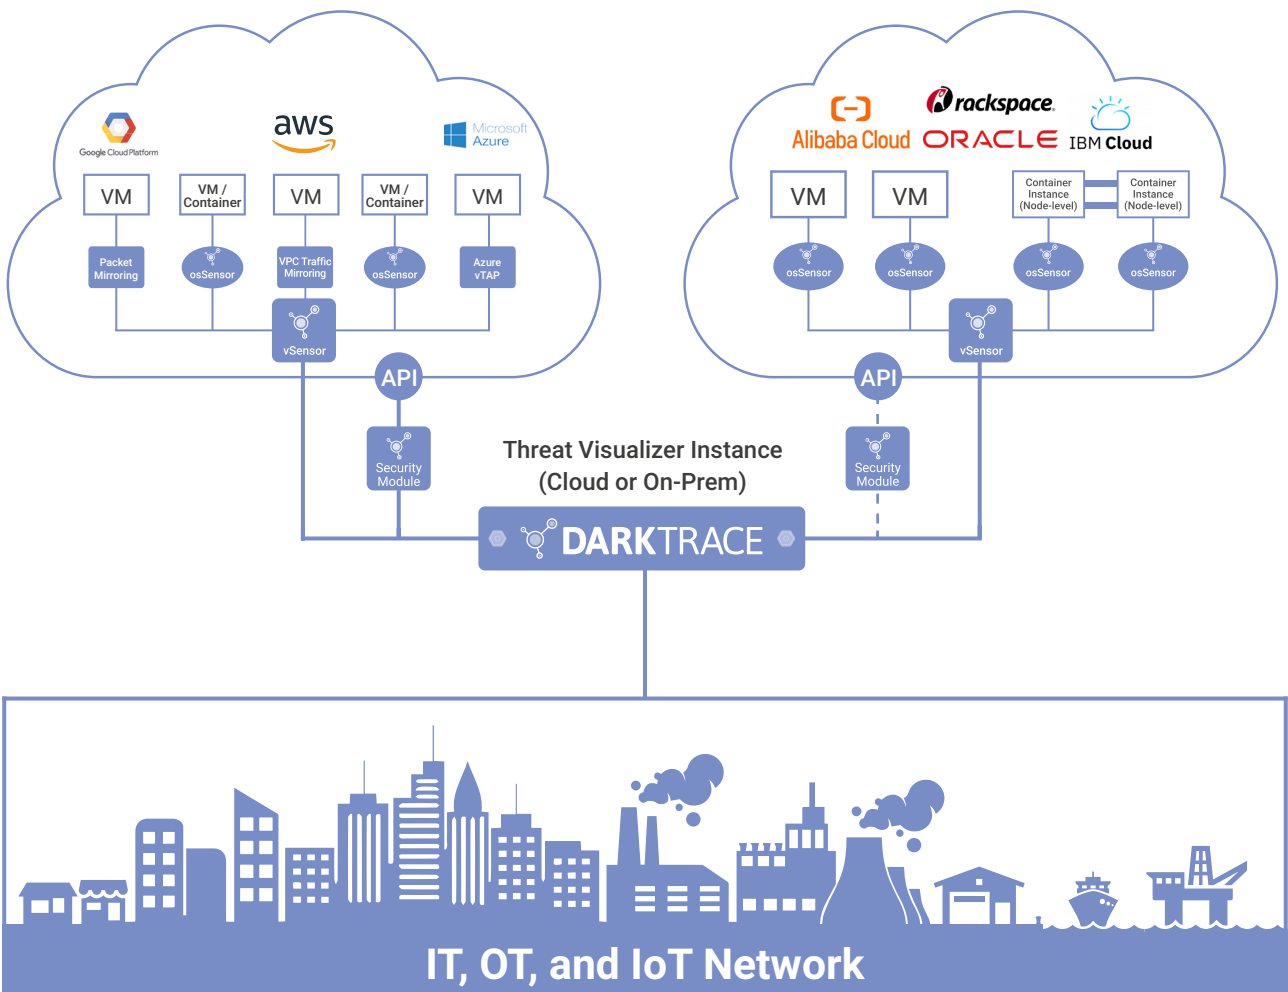 Google Cloud Platform
aws
Microsoft
Azure
VM
VM /
Container
VM
VM /
Container
VM
Packet
Mirroring
osSensor
VPC Traffic
Mirroring
osSensor
Azure
vTAP
vSensor
API
Security
Module
Alibaba Cloud
rackspace.
ORACLE
IBM Cloud
VM
VM
Container
Instance
(Node-level)
Container
Instance
(Node-level)
osSensor
osSensor
osSensor
osSensor
vSensor
API
Security
Module
Threat Visualizer Instance
(Cloud or On-Prem)
DARKTRACE
IT, OT, and IoT Network